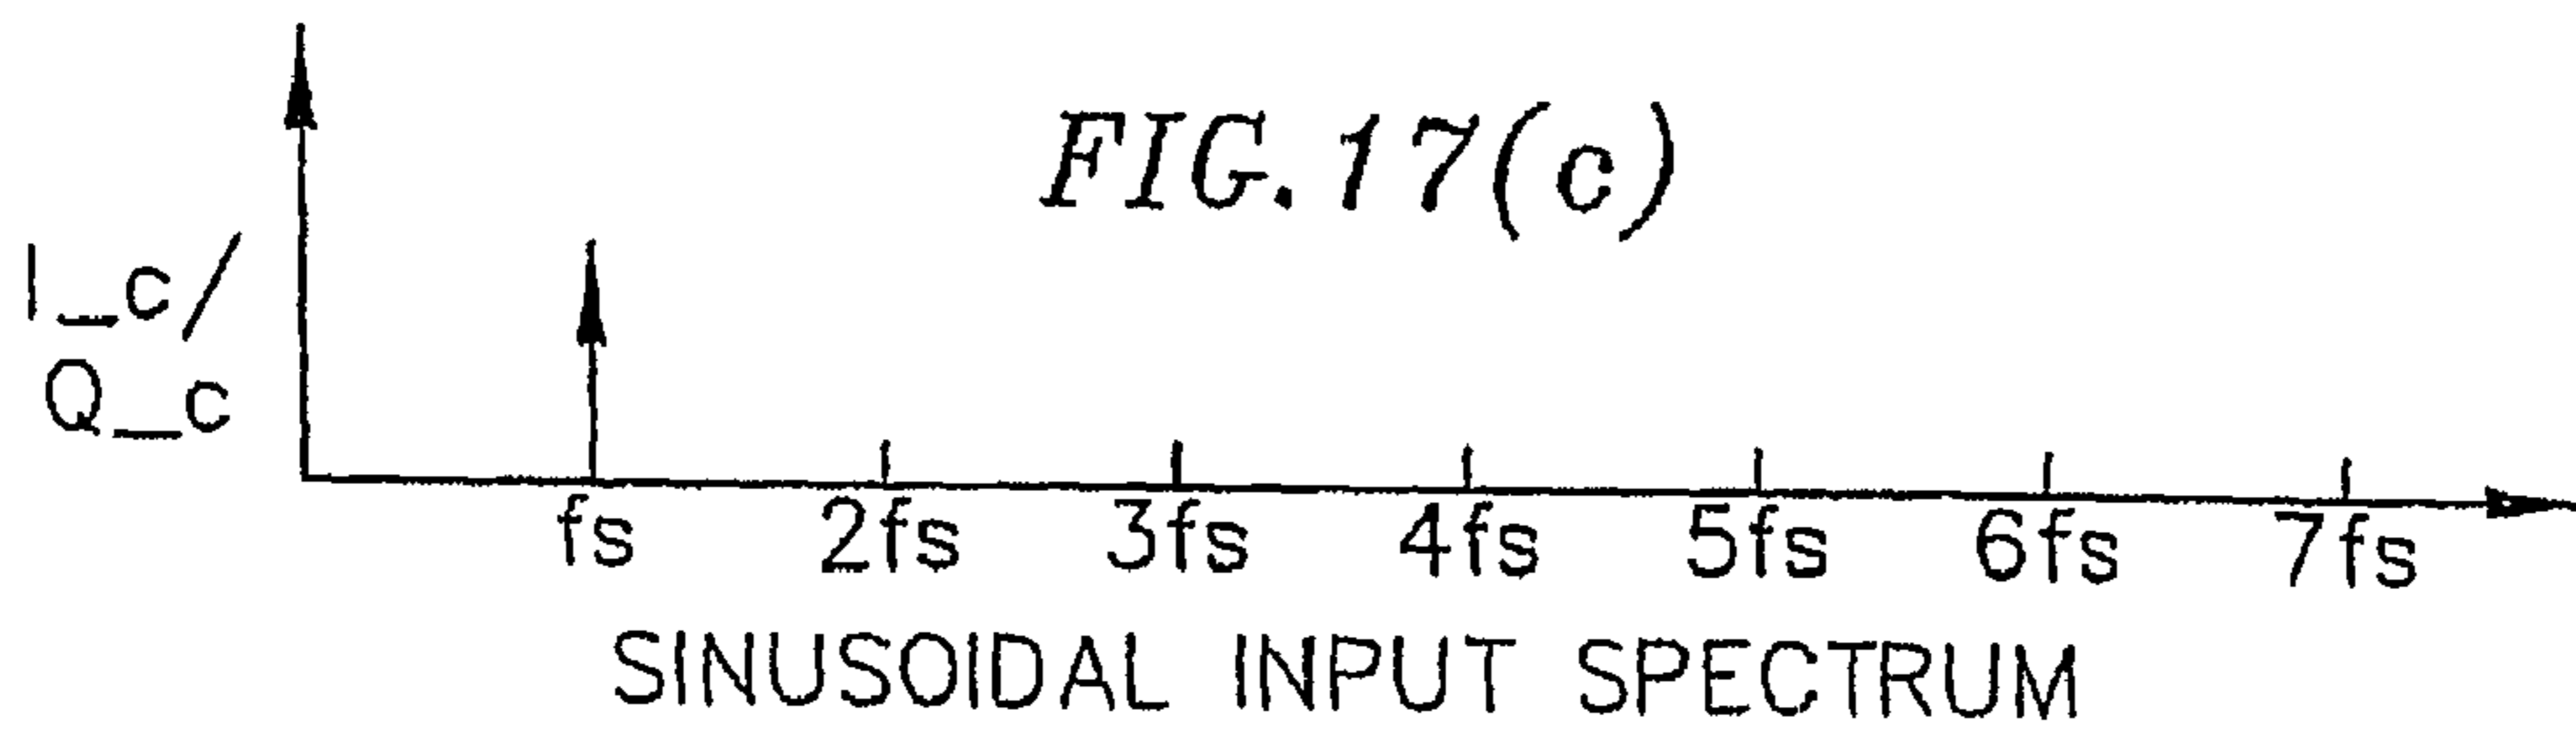 FIG.17(c)
I_c/
Q_c
fs 2fs 3fs 4fs 5fs 6fs 7fs
SINUSOIDAL INPUT SPECTRUM